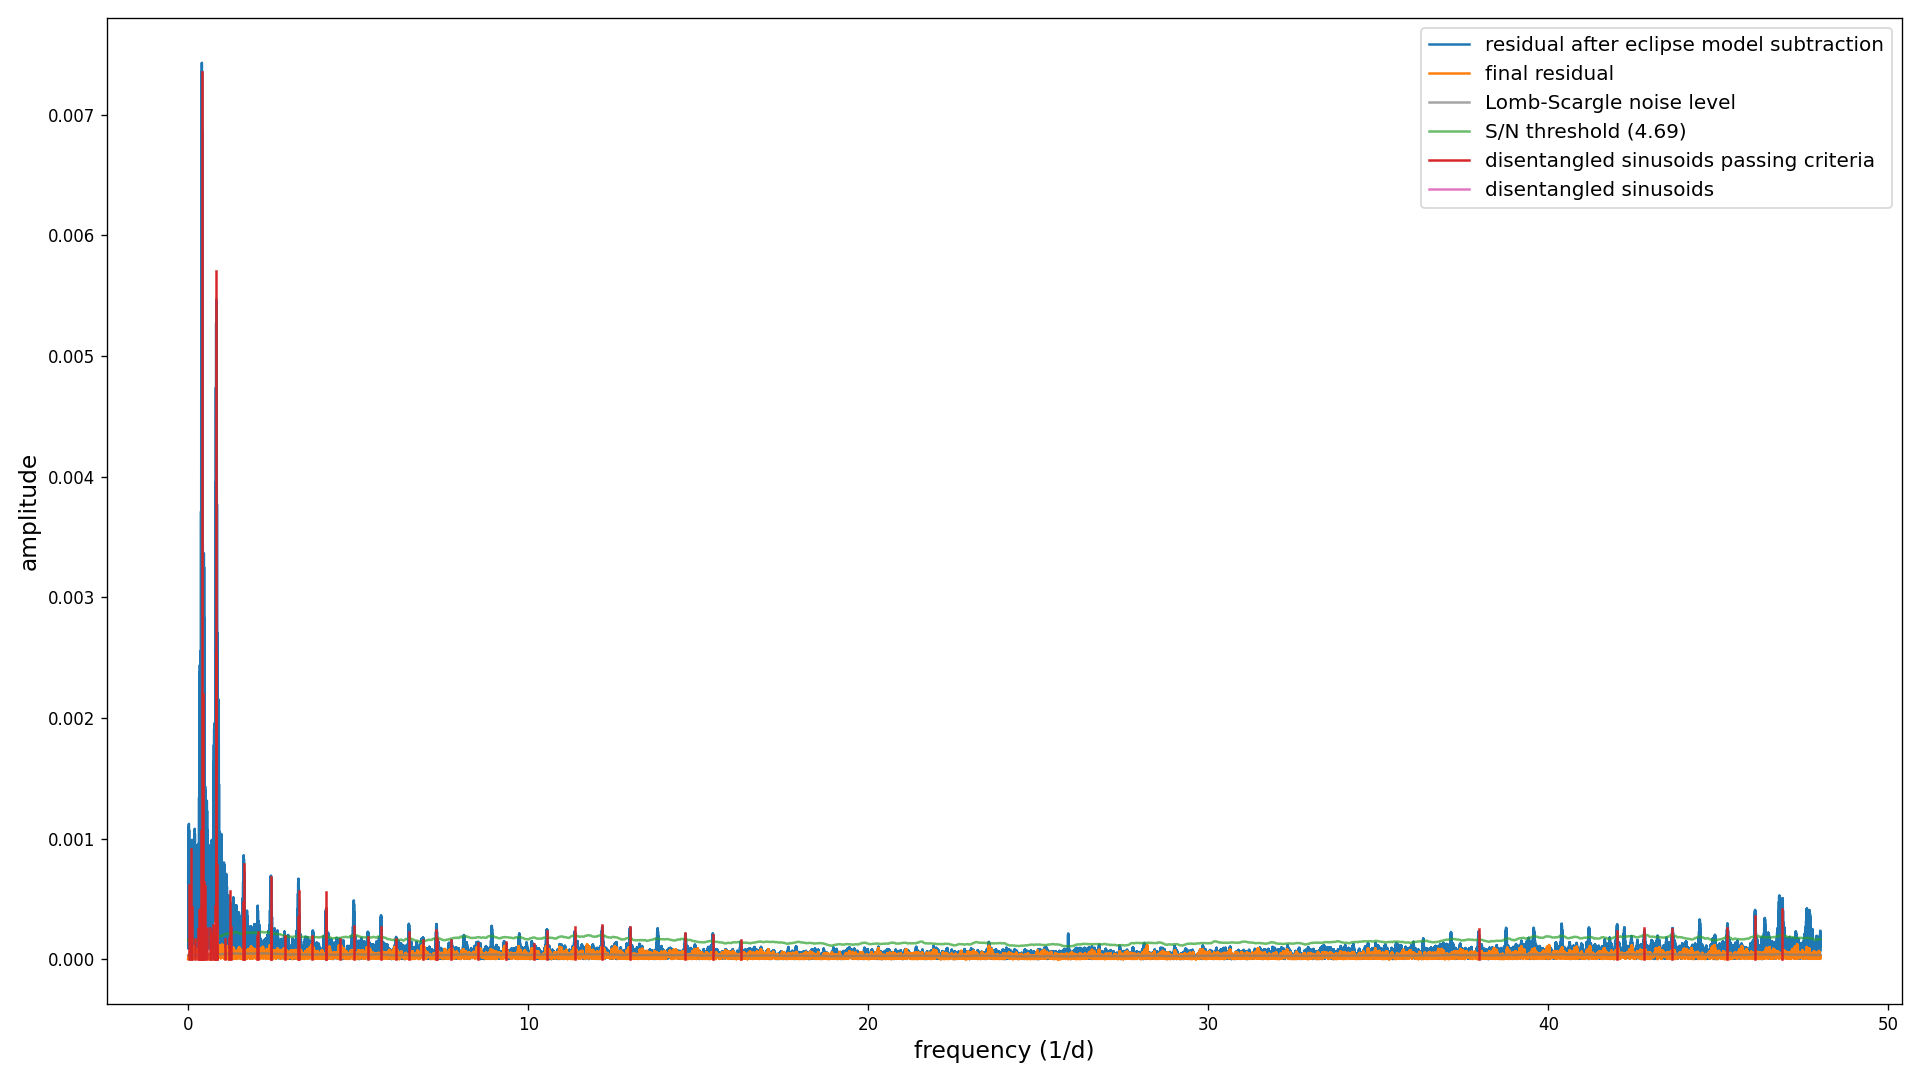 residual after eclipse model subtraction
final residual
Lomb-Scargle noise level
S/N threshold (4.69)
disentangled sinusoids passing criteria
disentangled sinusoids
0.007
0.006
0.005
0.004
0.003
0.002
0.001
0.000
amplitude
0 10 20 30 40 50
frequency (1/d)